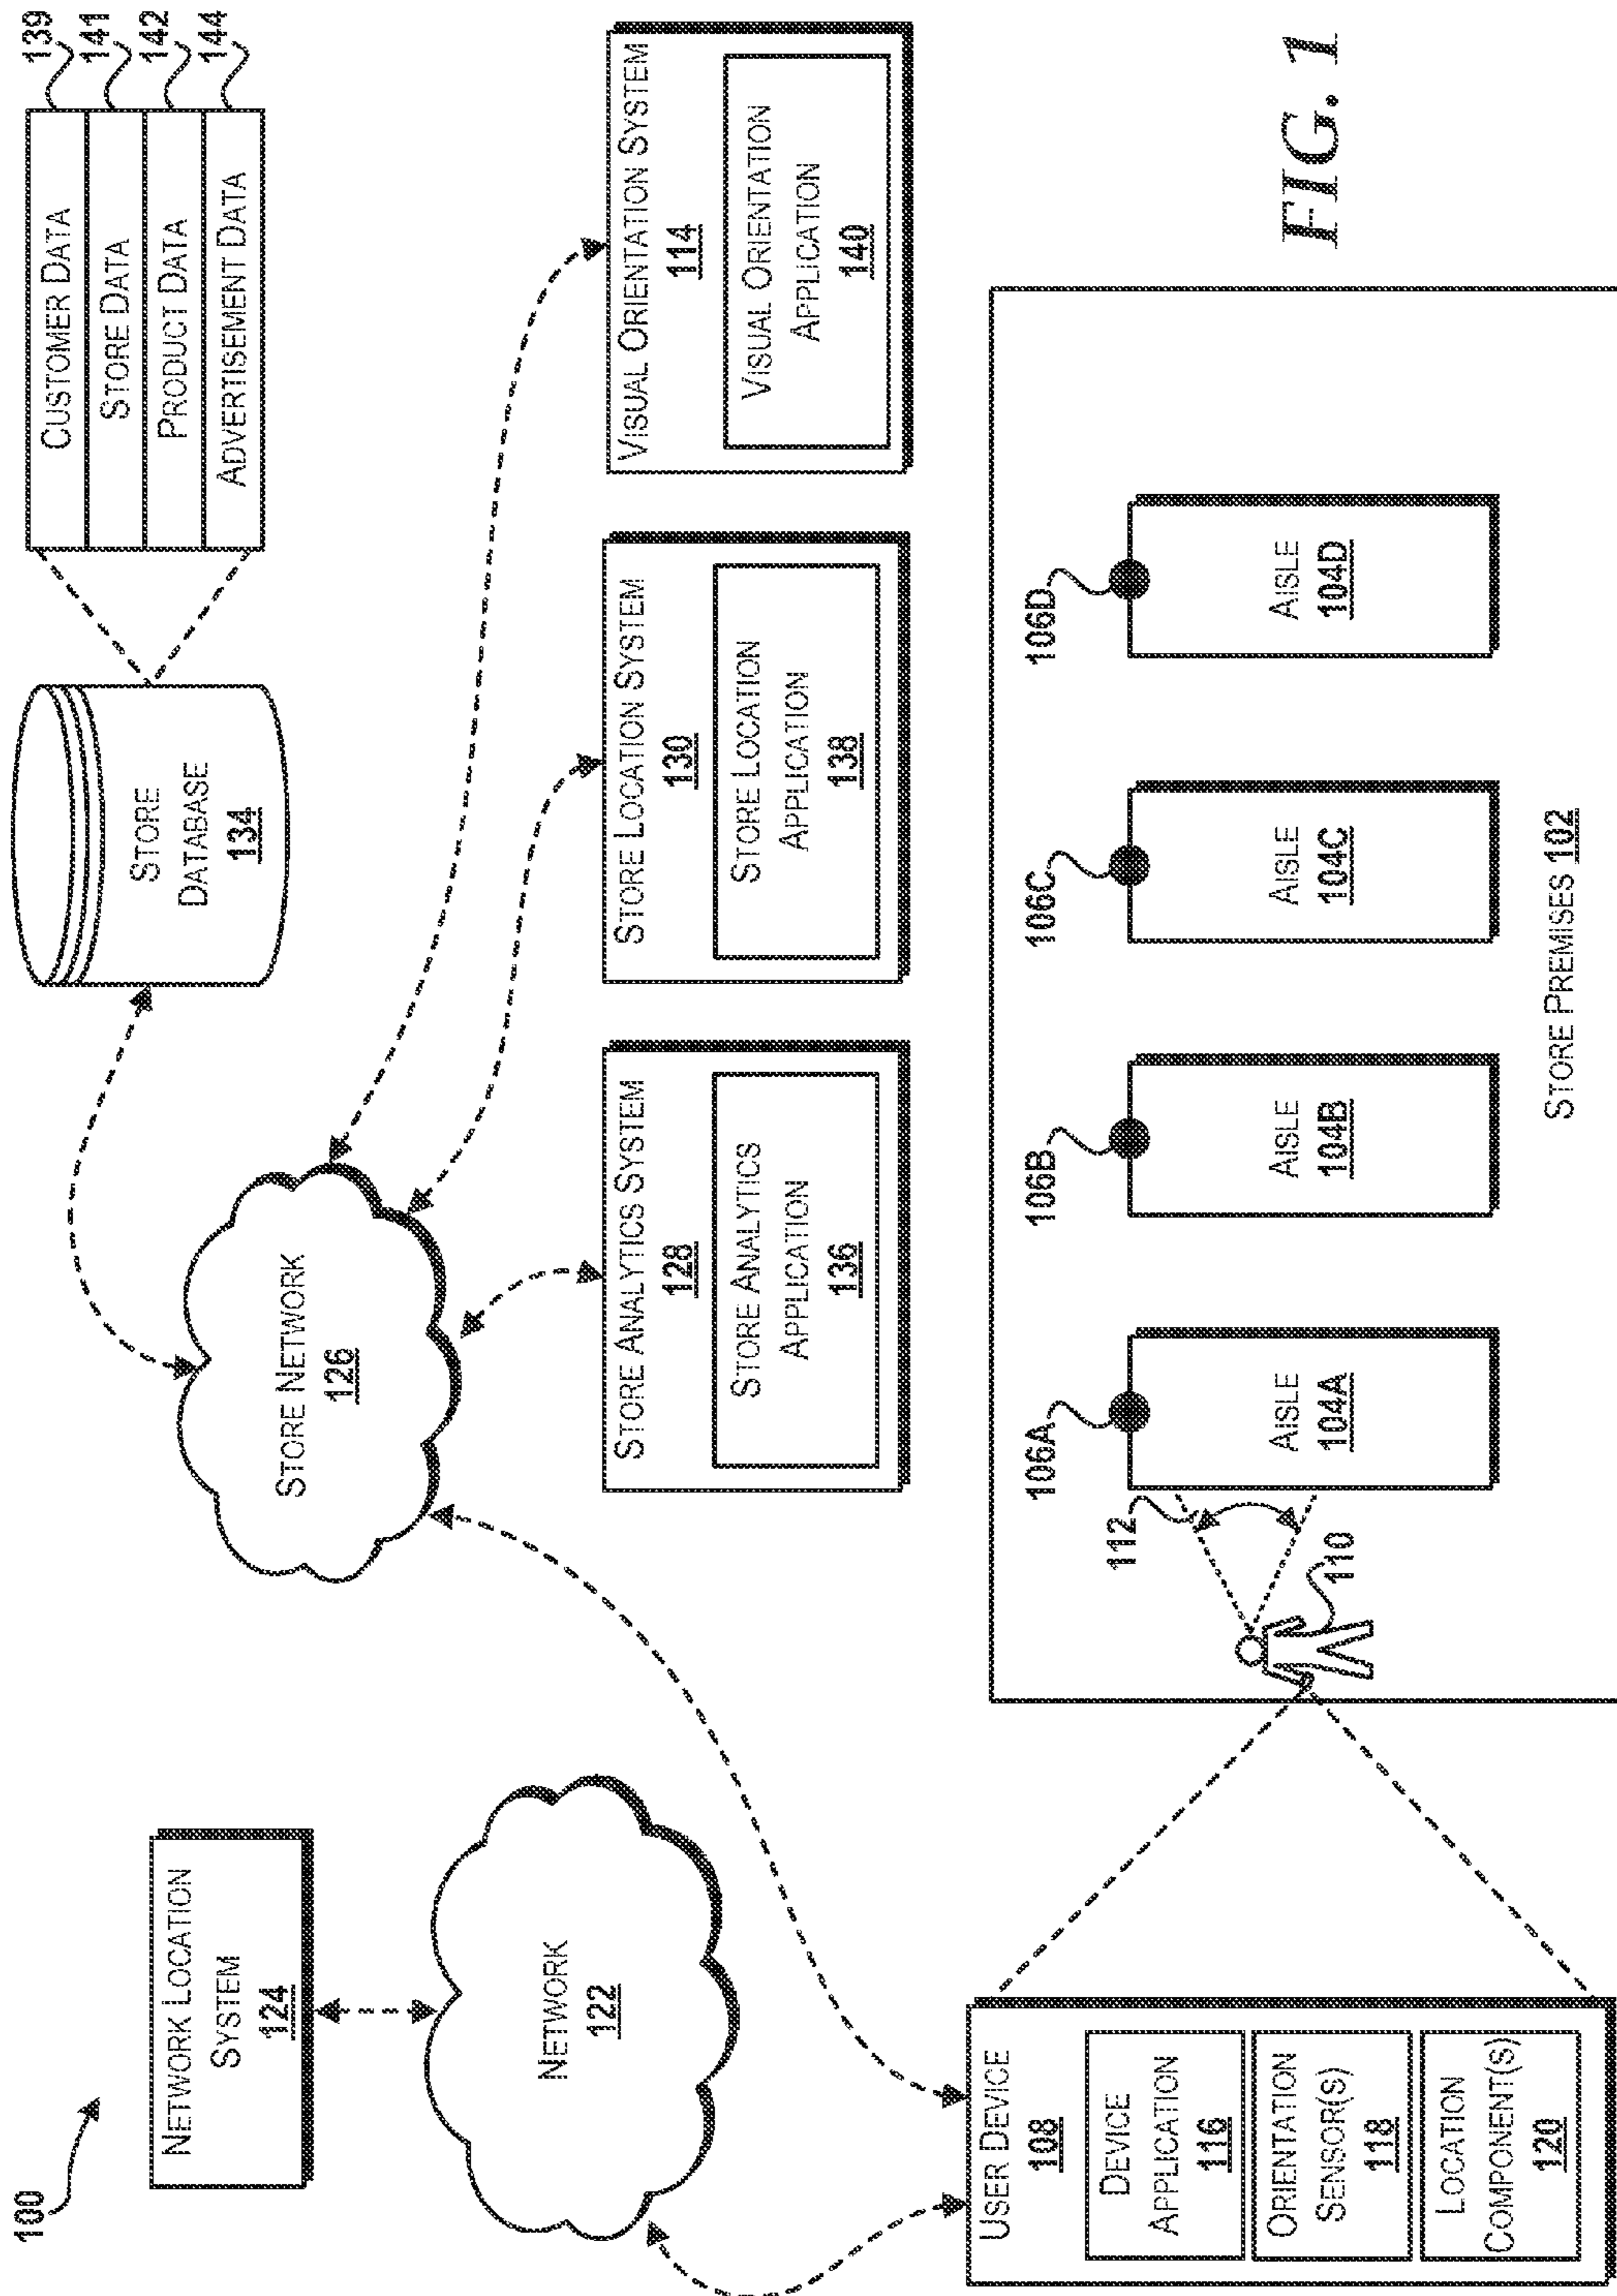 100
NETWORK LOCATION
SYSTEM
124
NETWORK
122
STORE NETWORK
126
STORE
DATABASE
134
CUSTOMER DATA
STORE DATA
PRODUCT DATA
ADVERTISEMENT DATA
139
141
142
144
STORE ANALYTICS SYSTEM
128
STORE ANALYTICS
APPLICATION
136
STORE LOCATION SYSTEM
130
STORE LOCATION
APPLICATION
138
VISUAL ORIENTATION SYSTEM
114
VISUAL ORIENTATION
APPLICATION
140
USER DEVICE
108
DEVICE
APPLICATION
116
ORIENTATION
SENSOR(S)
118
LOCATION
COMPONENT(S)
120
112
110
106A
AISLE
104A
106B
AISLE
104B
106C
AISLE
104C
106D
AISLE
104D
STORE PREMISES 102
FIG. 1